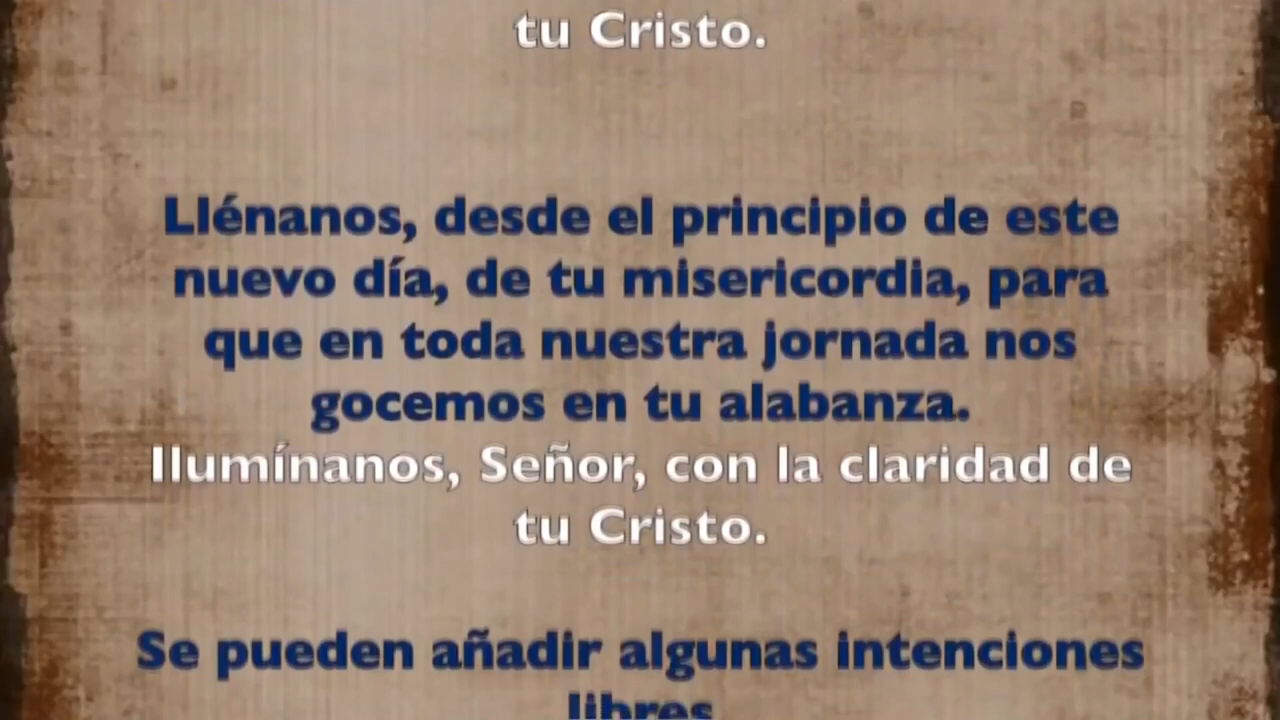 tu Cristo.
Llénanos, desde el principio de este
nuevo día, de tu misericordia, para
que en toda nuestra jornada nos
gocemos en tu alabanza.
Ilumínanos, Señor, con la claridad de
tu Cristo.
Se pueden añadir algunas intenciones
libres